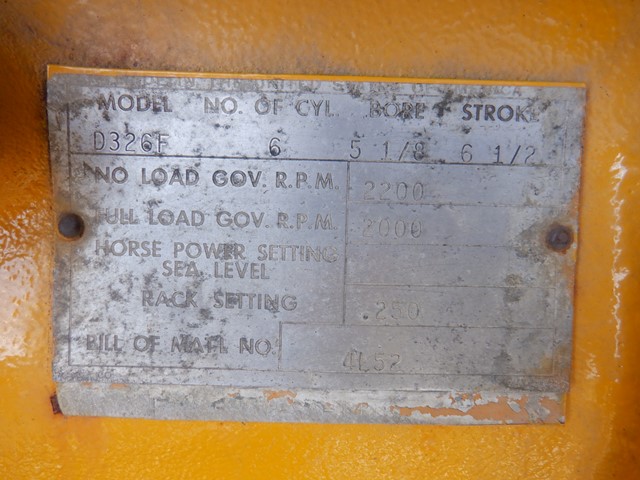 MODEL NO. OF CYL. BORE STROKE
D326F 6 5 1/8 6 1/2
NO LOAD GOV. R.P.M. 2200
FULL LOAD GOV. R.P.M. 2000
HORSE POWER SETTING
SEA LEVEL
RACK SETTING .250
BILL OF MATL NO. 4L52